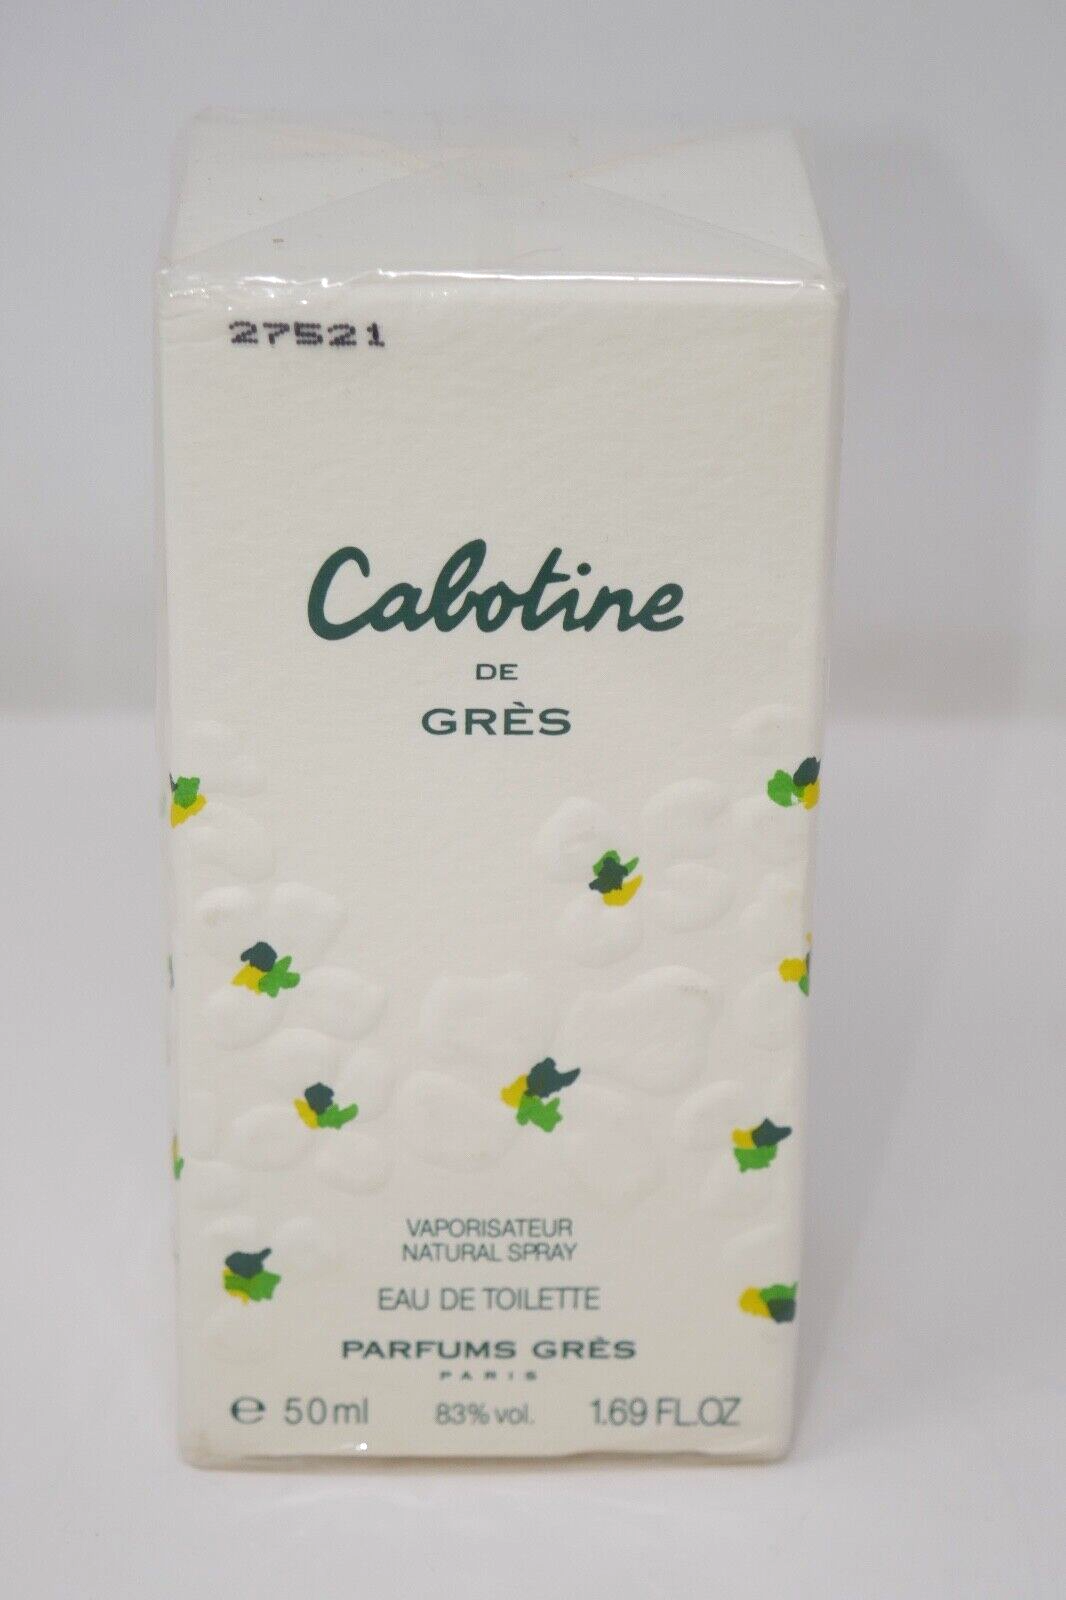 27521
Cabotine
DE
GRÈS
VAPORISATEUR
NATURAL SPRAY
EAU DE TOILETTE
PARFUMS GRÈS
PARIS
℮ 50ml 83% vol. 1.69 FL.OZ